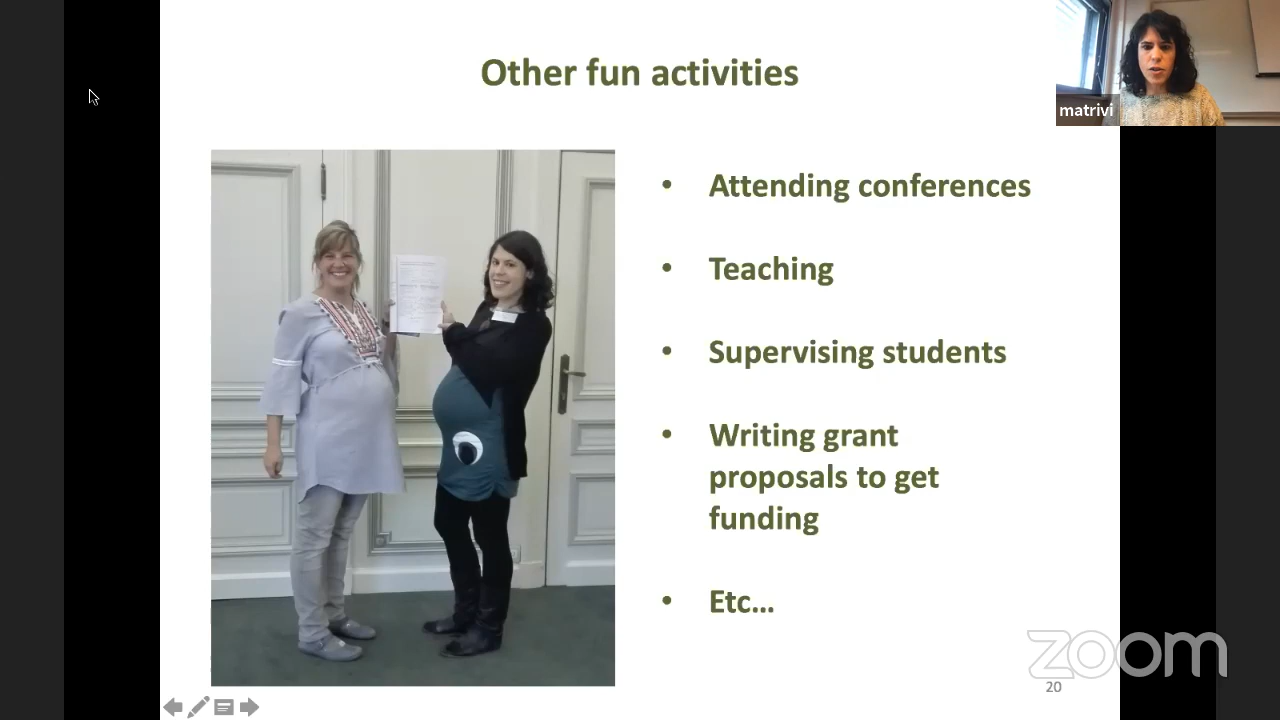 Other fun activities
matrivi
• Attending conferences
• Teaching
• Supervising students
• Writing grant
proposals to get
funding
• Etc...
zoom
20